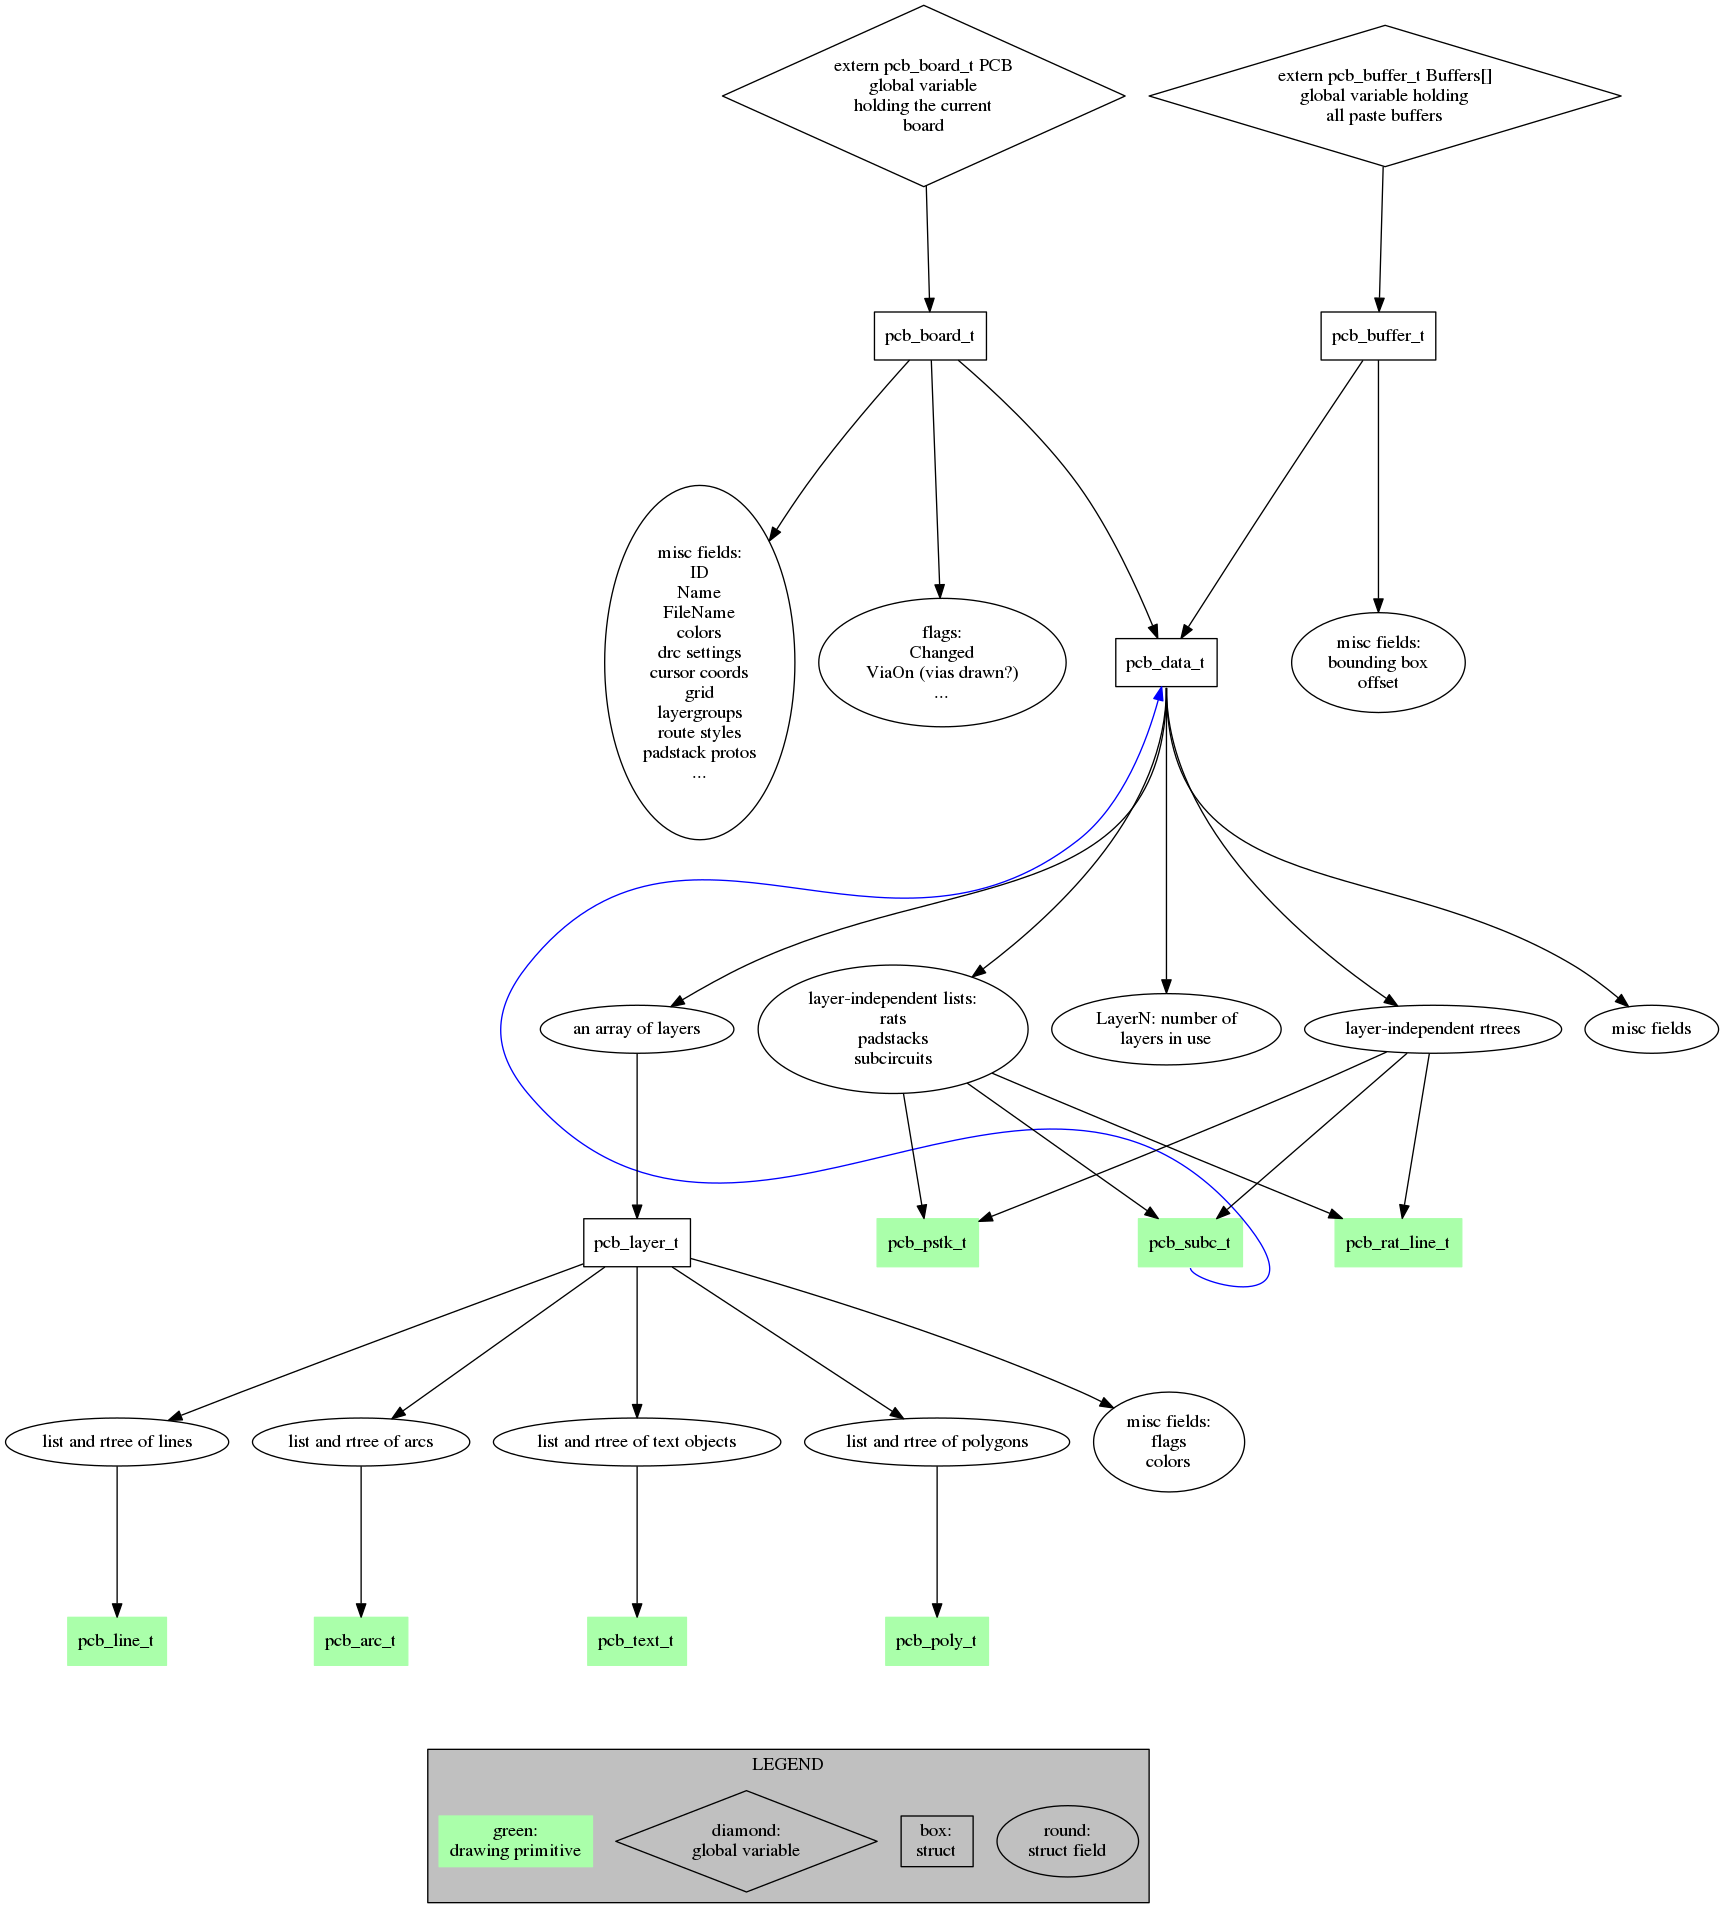 extern pcb_board_t PCB
global variable
holding the current
board
extern pcb_buffer_t Buffers[]
global variable holding
all paste buffers
pcb_board_t
pcb_buffer_t
misc fields:
ID
Name
FileName
colors
drc settings
cursor coords
grid
layergroups
route styles
padstack protos
...
flags:
Changed
ViaOn (vias drawn?)
...
pcb_data_t
misc fields:
bounding box
offset
an array of layers
layer-independent lists:
rats
padstacks
subcircuits
LayerN: number of
layers in use
layer-independent rtrees
misc fields
pcb_layer_t
pcb_pstk_t
pcb_subc_t
pcb_rat_line_t
list and rtree of lines
list and rtree of arcs
list and rtree of text objects
list and rtree of polygons
misc fields:
flags
colors
pcb_line_t
pcb_arc_t
pcb_text_t
pcb_poly_t
LEGEND
green:
drawing primitive
diamond:
global variable
box:
struct
round:
struct field